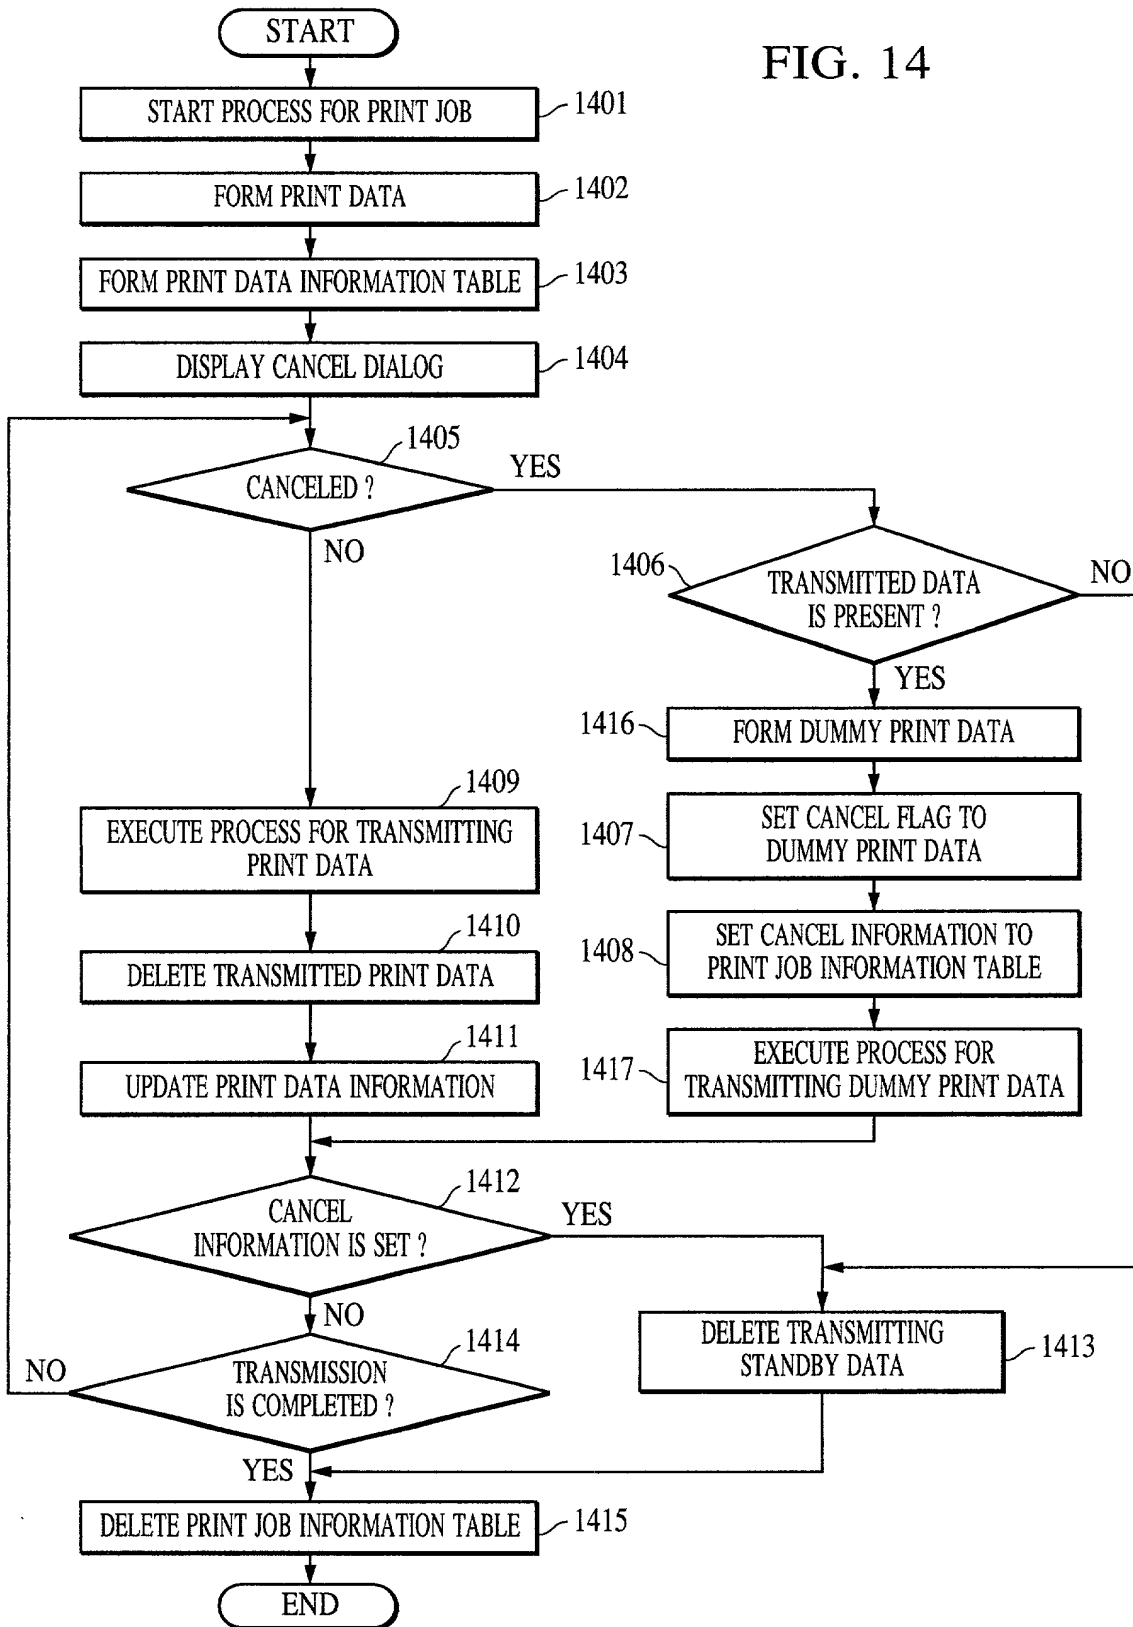 START
FIG. 14
START PROCESS FOR PRINT JOB
1401
FORM PRINT DATA
1402
FORM PRINT DATA INFORMATION TABLE
1403
DISPLAY CANCEL DIALOG
1404
1405
CANCELED ?
YES
NO
1406
TRANSMITTED DATA
IS PRESENT ?
NO
YES
1416
FORM DUMMY PRINT DATA
1409
EXECUTE PROCESS FOR TRANSMITTING
PRINT DATA
1407
SET CANCEL FLAG TO
DUMMY PRINT DATA
1410
DELETE TRANSMITTED PRINT DATA
1408
SET CANCEL INFORMATION TO
PRINT JOB INFORMATION TABLE
1411
UPDATE PRINT DATA INFORMATION
1417
EXECUTE PROCESS FOR
TRANSMITTING DUMMY PRINT DATA
1412
CANCEL
INFORMATION IS SET ?
YES
NO
DELETE TRANSMITTING
STANDBY DATA
1413
1414
NO
TRANSMISSION
IS COMPLETED ?
YES
DELETE PRINT JOB INFORMATION TABLE
1415
END